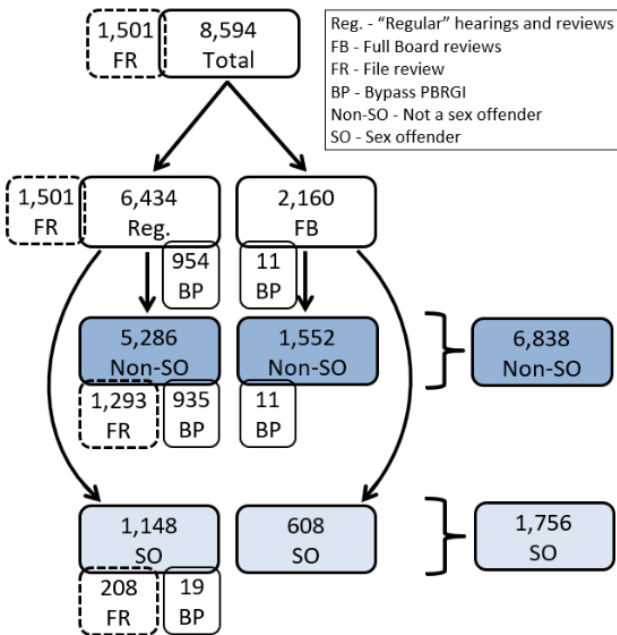 1,501
FR
8,594
Total
Reg. - “Regular” hearings and reviews
FB - Full Board reviews
FR - File review
BP - Bypass PBRGI
Non-SO - Not a sex offender
SO - Sex offender
1,501
FR
6,434
Reg.
2,160
FB
954
BP
11
BP
5,286
Non-SO
1,552
Non-SO
6,838
Non-SO
1,293
FR
935
BP
11
BP
1,148
SO
608
SO
1,756
SO
208
FR
19
BP